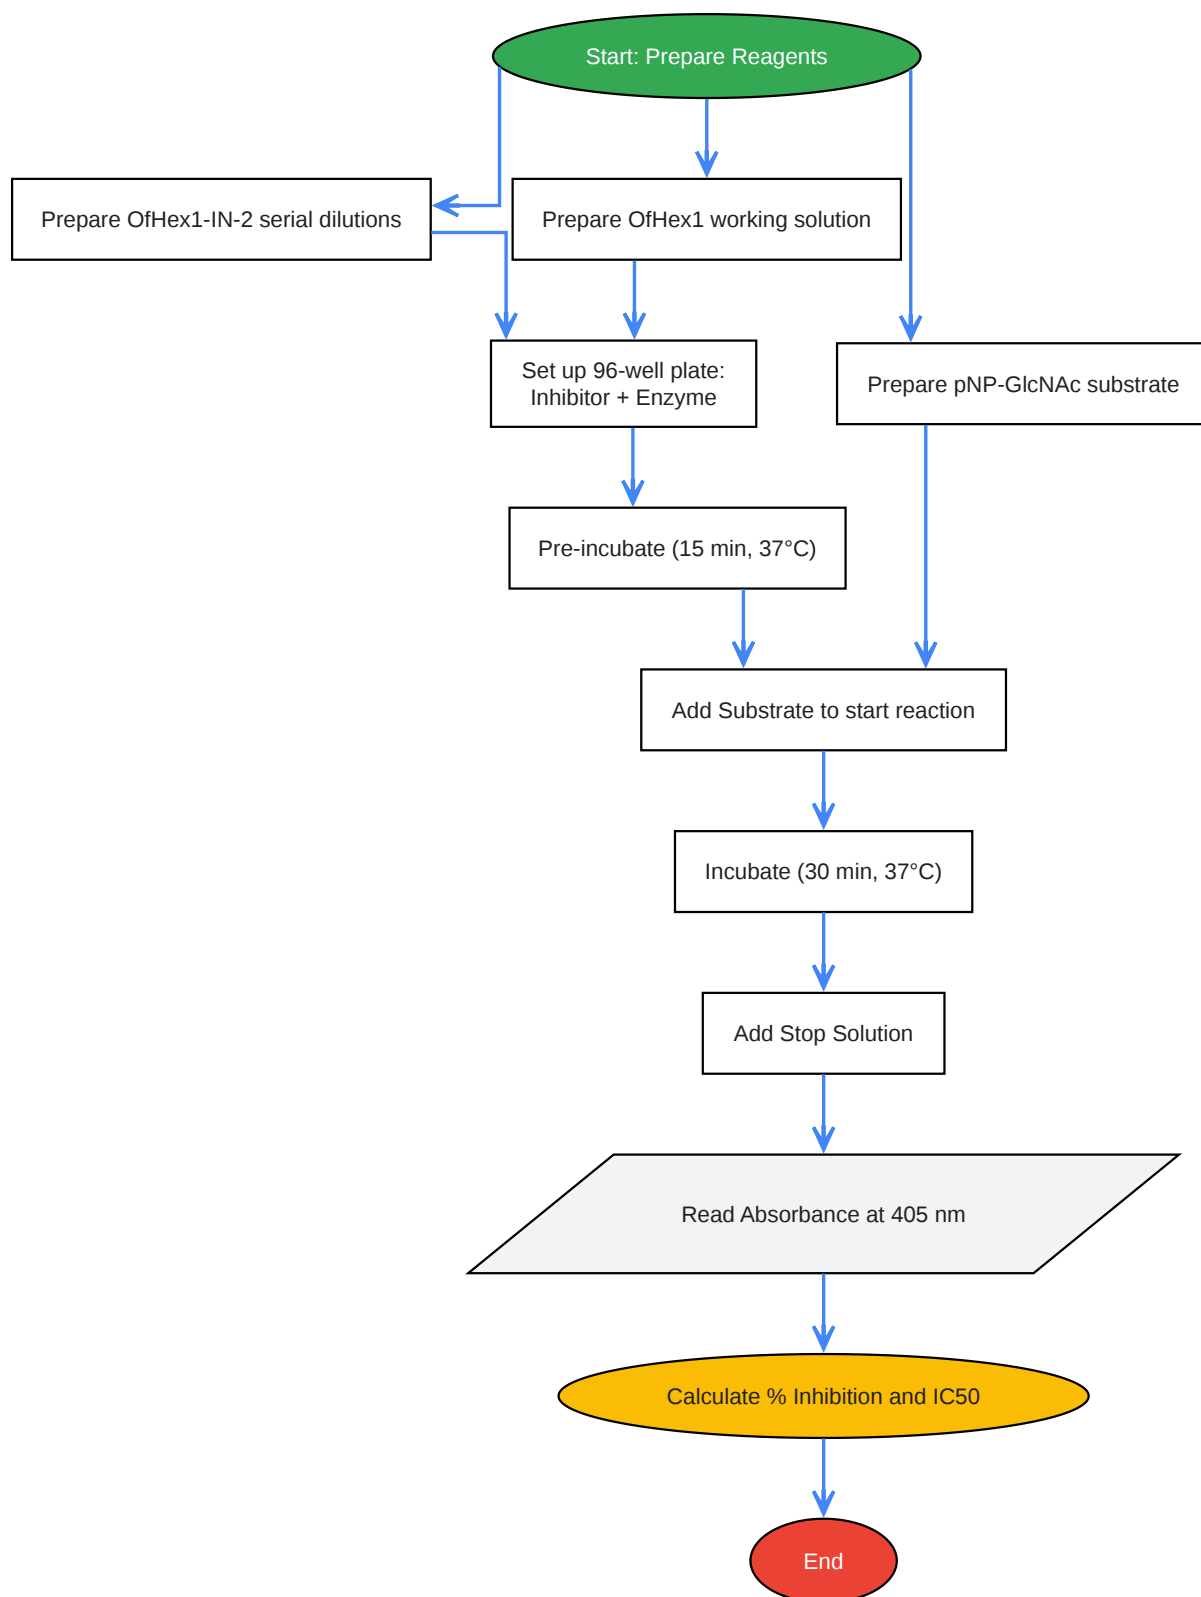 Start: Prepare Reagents
Prepare OfHex1-IN-2 serial dilutions
Prepare OfHex1 working solution
Set up 96-well plate:
Inhibitor + Enzyme
Prepare pNP-GlcNAc substrate
Pre-incubate (15 min, 37°C)
Add Substrate to start reaction
Incubate (30 min, 37°C)
Add Stop Solution
Read Absorbance at 405 nm
Calculate % Inhibition and IC50
End